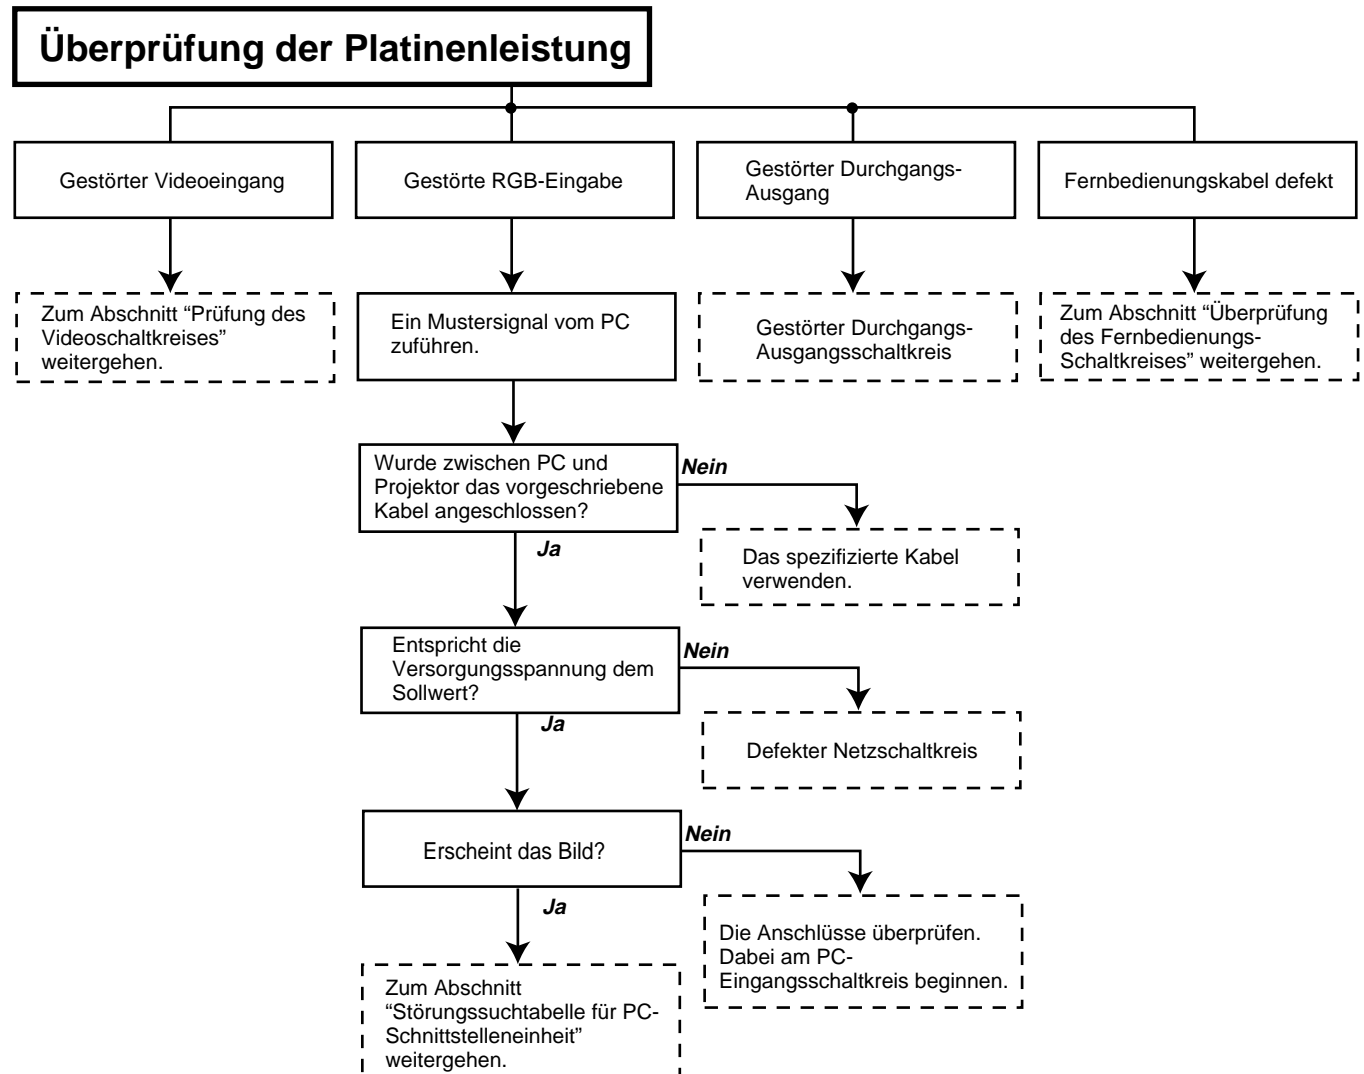 Überprüfung der Platinenleistung
Gestörter Videoeingang
Gestörte RGB-Eingabe
Gestörter Durchgangs-
Ausgang
Fernbedienungskabel defekt
Zum Abschnitt “Prüfung des
Videoschaltkreises”
weitergehen.
Ein Mustersignal vom PC
zuführen.
Gestörter Durchgangs-
Ausgangsschaltkreis
Zum Abschnitt “Überprüfung
des Fernbedienungs-
Schaltkreises” weitergehen.
Wurde zwischen PC und
Projektor das vorgeschriebene
Kabel angeschlossen?
Nein
Ja
Das spezifizierte Kabel
verwenden.
Entspricht die
Versorgungsspannung dem
Sollwert?
Nein
Ja
Defekter Netzschaltkreis
Erscheint das Bild?
Nein
Ja
Die Anschlüsse überprüfen.
Dabei am PC-
Eingangsschaltkreis beginnen.
Zum Abschnitt
“Störungssuchtabelle für PC-
Schnittstelleneinheit”
weitergehen.